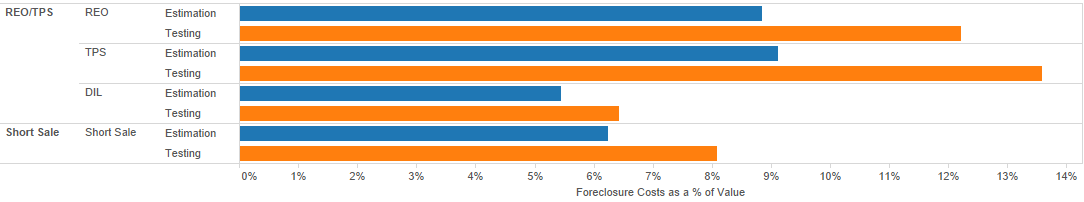 REO/TPS REO Estimation
Testing
TPS Estimation
Testing
DIL Estimation
Testing
Short Sale Short Sale Estimation
Testing
0% 1% 2% 3% 4% 5% 6% 7% 8% 9% 10% 11% 12% 13% 14%
Foreclosure Costs as a % of Value